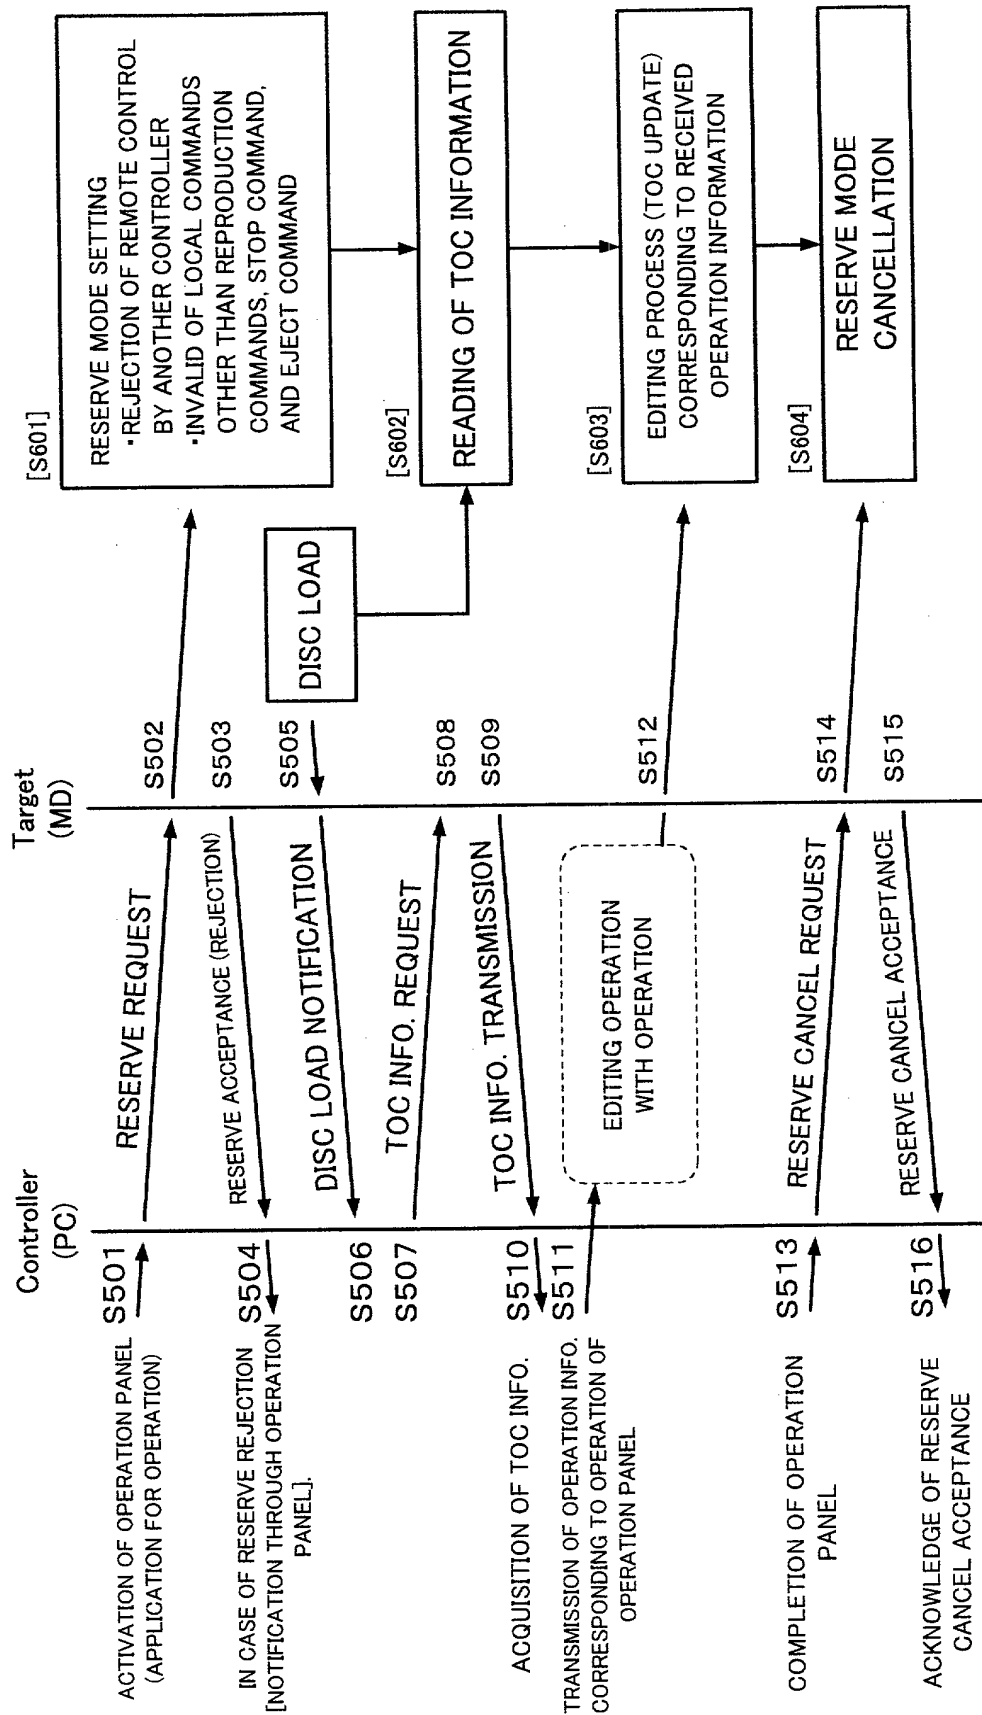 Controller
(PC)
Target
(MD)
ACTIVATION OF OPERATION PANEL
(APPLICATION FOR OPERATION)
S501
RESERVE REQUEST
S502
[S601]
RESERVE MODE SETTING
・REJECTION OF REMOTE CONTROL
BY ANOTHER CONTROLLER
・INVALID OF LOCAL COMMANDS
OTHER THAN REPRODUCTION
COMMANDS, STOP COMMAND,
AND EJECT COMMAND
IN CASE OF RESERVE REJECTION
[NOTIFICATION THROUGH OPERATION
PANEL].
S504
RESERVE ACCEPTANCE (REJECTION)
S503
S506
DISC LOAD NOTIFICATION
S505
DISC LOAD
[S602]
READING OF TOC INFORMATION
S507
TOC INFO. REQUEST
S508
ACQUISITION OF TOC INFO.
S510
TOC INFO. TRANSMISSION
S509
TRANSMISSION OF OPERATION INFO.
CORRESPONDING TO OPERATION OF
OPERATION PANEL
S511
EDITING OPERATION
WITH OPERATION
S512
[S603]
EDITING PROCESS (TOC UPDATE)
CORRESPONDING TO RECEIVED
OPERATION INFORMATION
COMPLETION OF OPERATION
PANEL
S513
RESERVE CANCEL REQUEST
S514
[S604]
RESERVE MODE
CANCELLATION
ACKNOWLEDGE OF RESERVE
CANCEL ACCEPTANCE
S516
RESERVE CANCEL ACCEPTANCE
S515